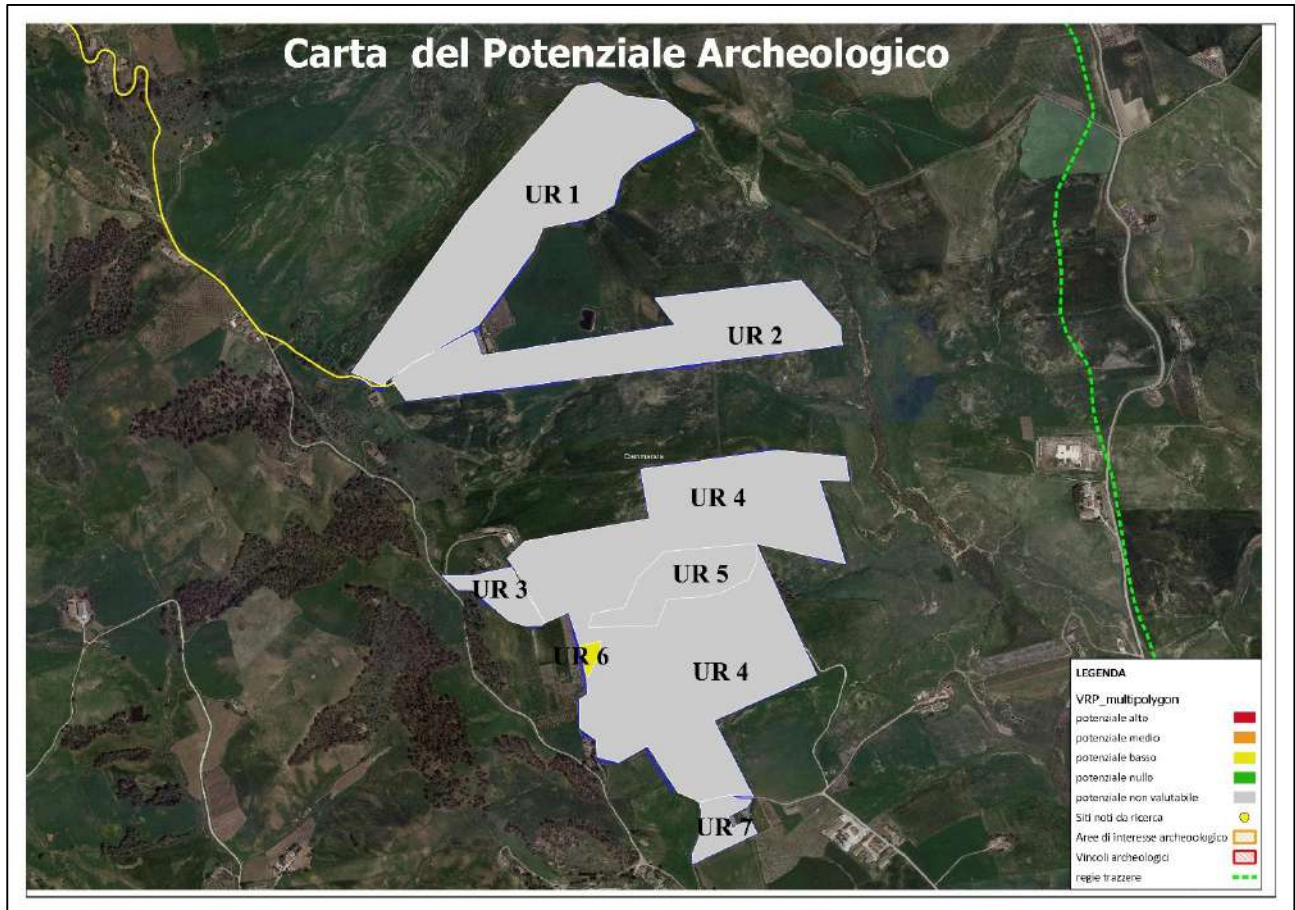 Carta del Potenziale Archeologico
UR 1
UR 2
UR 4
UR 5
UR 3
UR 6
UR 4
UR 7
LEGENDA
VRP_multipolygon
potenziale alto
potenziale medio
potenziale basso
potenziale nullo
potenziale non valutabile
Siti noti da ricerca
Aree di interesse archeologico
Vincoli archeologici
regie trazzere